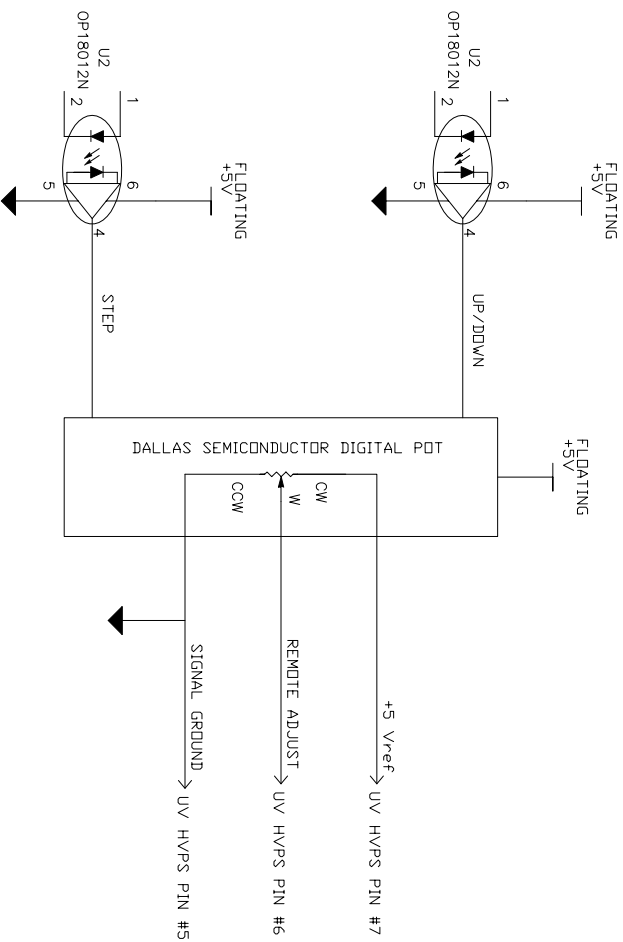 FLOATING
+5V
U2
OP18012N
1
2
6
5
4
UP/DOWN
FLOATING
+5V
U2
OP18012N
1
2
6
5
4
STEP
FLOATING
+5V
DALLAS SEMICONDUCTOR DIGITAL POT
CW
W
CCW
+5 Vref
UV HVPS PIN #7
REMOTE ADJUST
UV HVPS PIN #6
SIGNAL GROUND
UV HVPS PIN #5